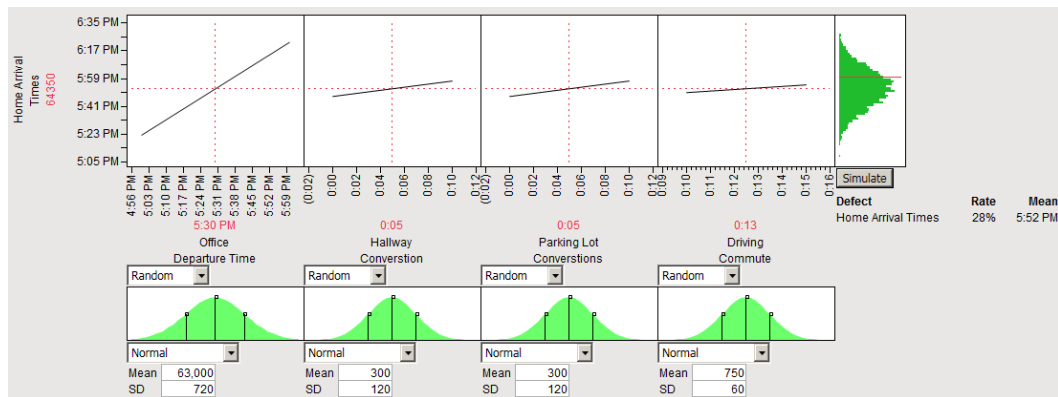 Home Arrival
Times
64350
6:35 PM
6:17 PM
5:59 PM
5:41 PM
5:23 PM
5:05 PM
4:56 PM
5:03 PM
5:10 PM
5:17 PM
5:24 PM
5:31 PM
5:38 PM
5:45 PM
5:52 PM
5:59 PM
(0:02)
0:00
0:02
0:04
0:06
0:08
0:10
0:12
(0:02)
0:00
0:02
0:04
0:06
0:08
0:10
0:12
0:09
0:10
0:11
0:12
0:13
0:14
0:15
0:16
5:30 PM
0:05
0:05
0:13
Office
Departure Time
Hallway
Converstion
Parking Lot
Converstions
Driving
Commute
Simulate
Defect Rate Mean
Home Arrival Times 28% 5:52 PM
Random Random Random Random
Normal Normal Normal Normal
Mean 63,000 Mean 300 Mean 300 Mean 750
SD 720 SD 120 SD 120 SD 60